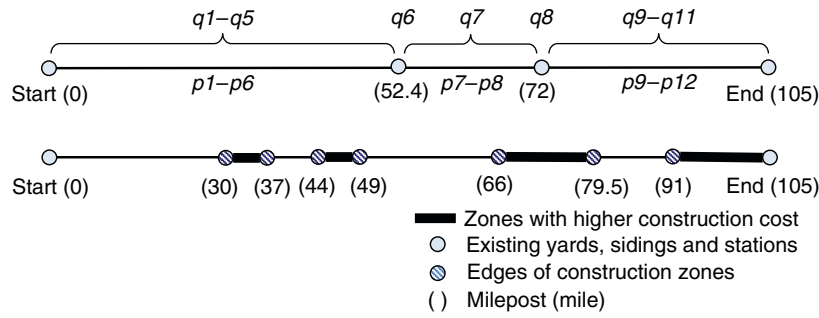 q1–q5 q6 q7 q8 q9–q11
p1–p6 p7–p8 p9–p12
Start (0) (52.4) (72) End (105)
Start (0) (30) (37) (44) (49) (66) (79.5) (91) End (105)
Zones with higher construction cost
Existing yards, sidings and stations
Edges of construction zones
( ) Milepost (mile)